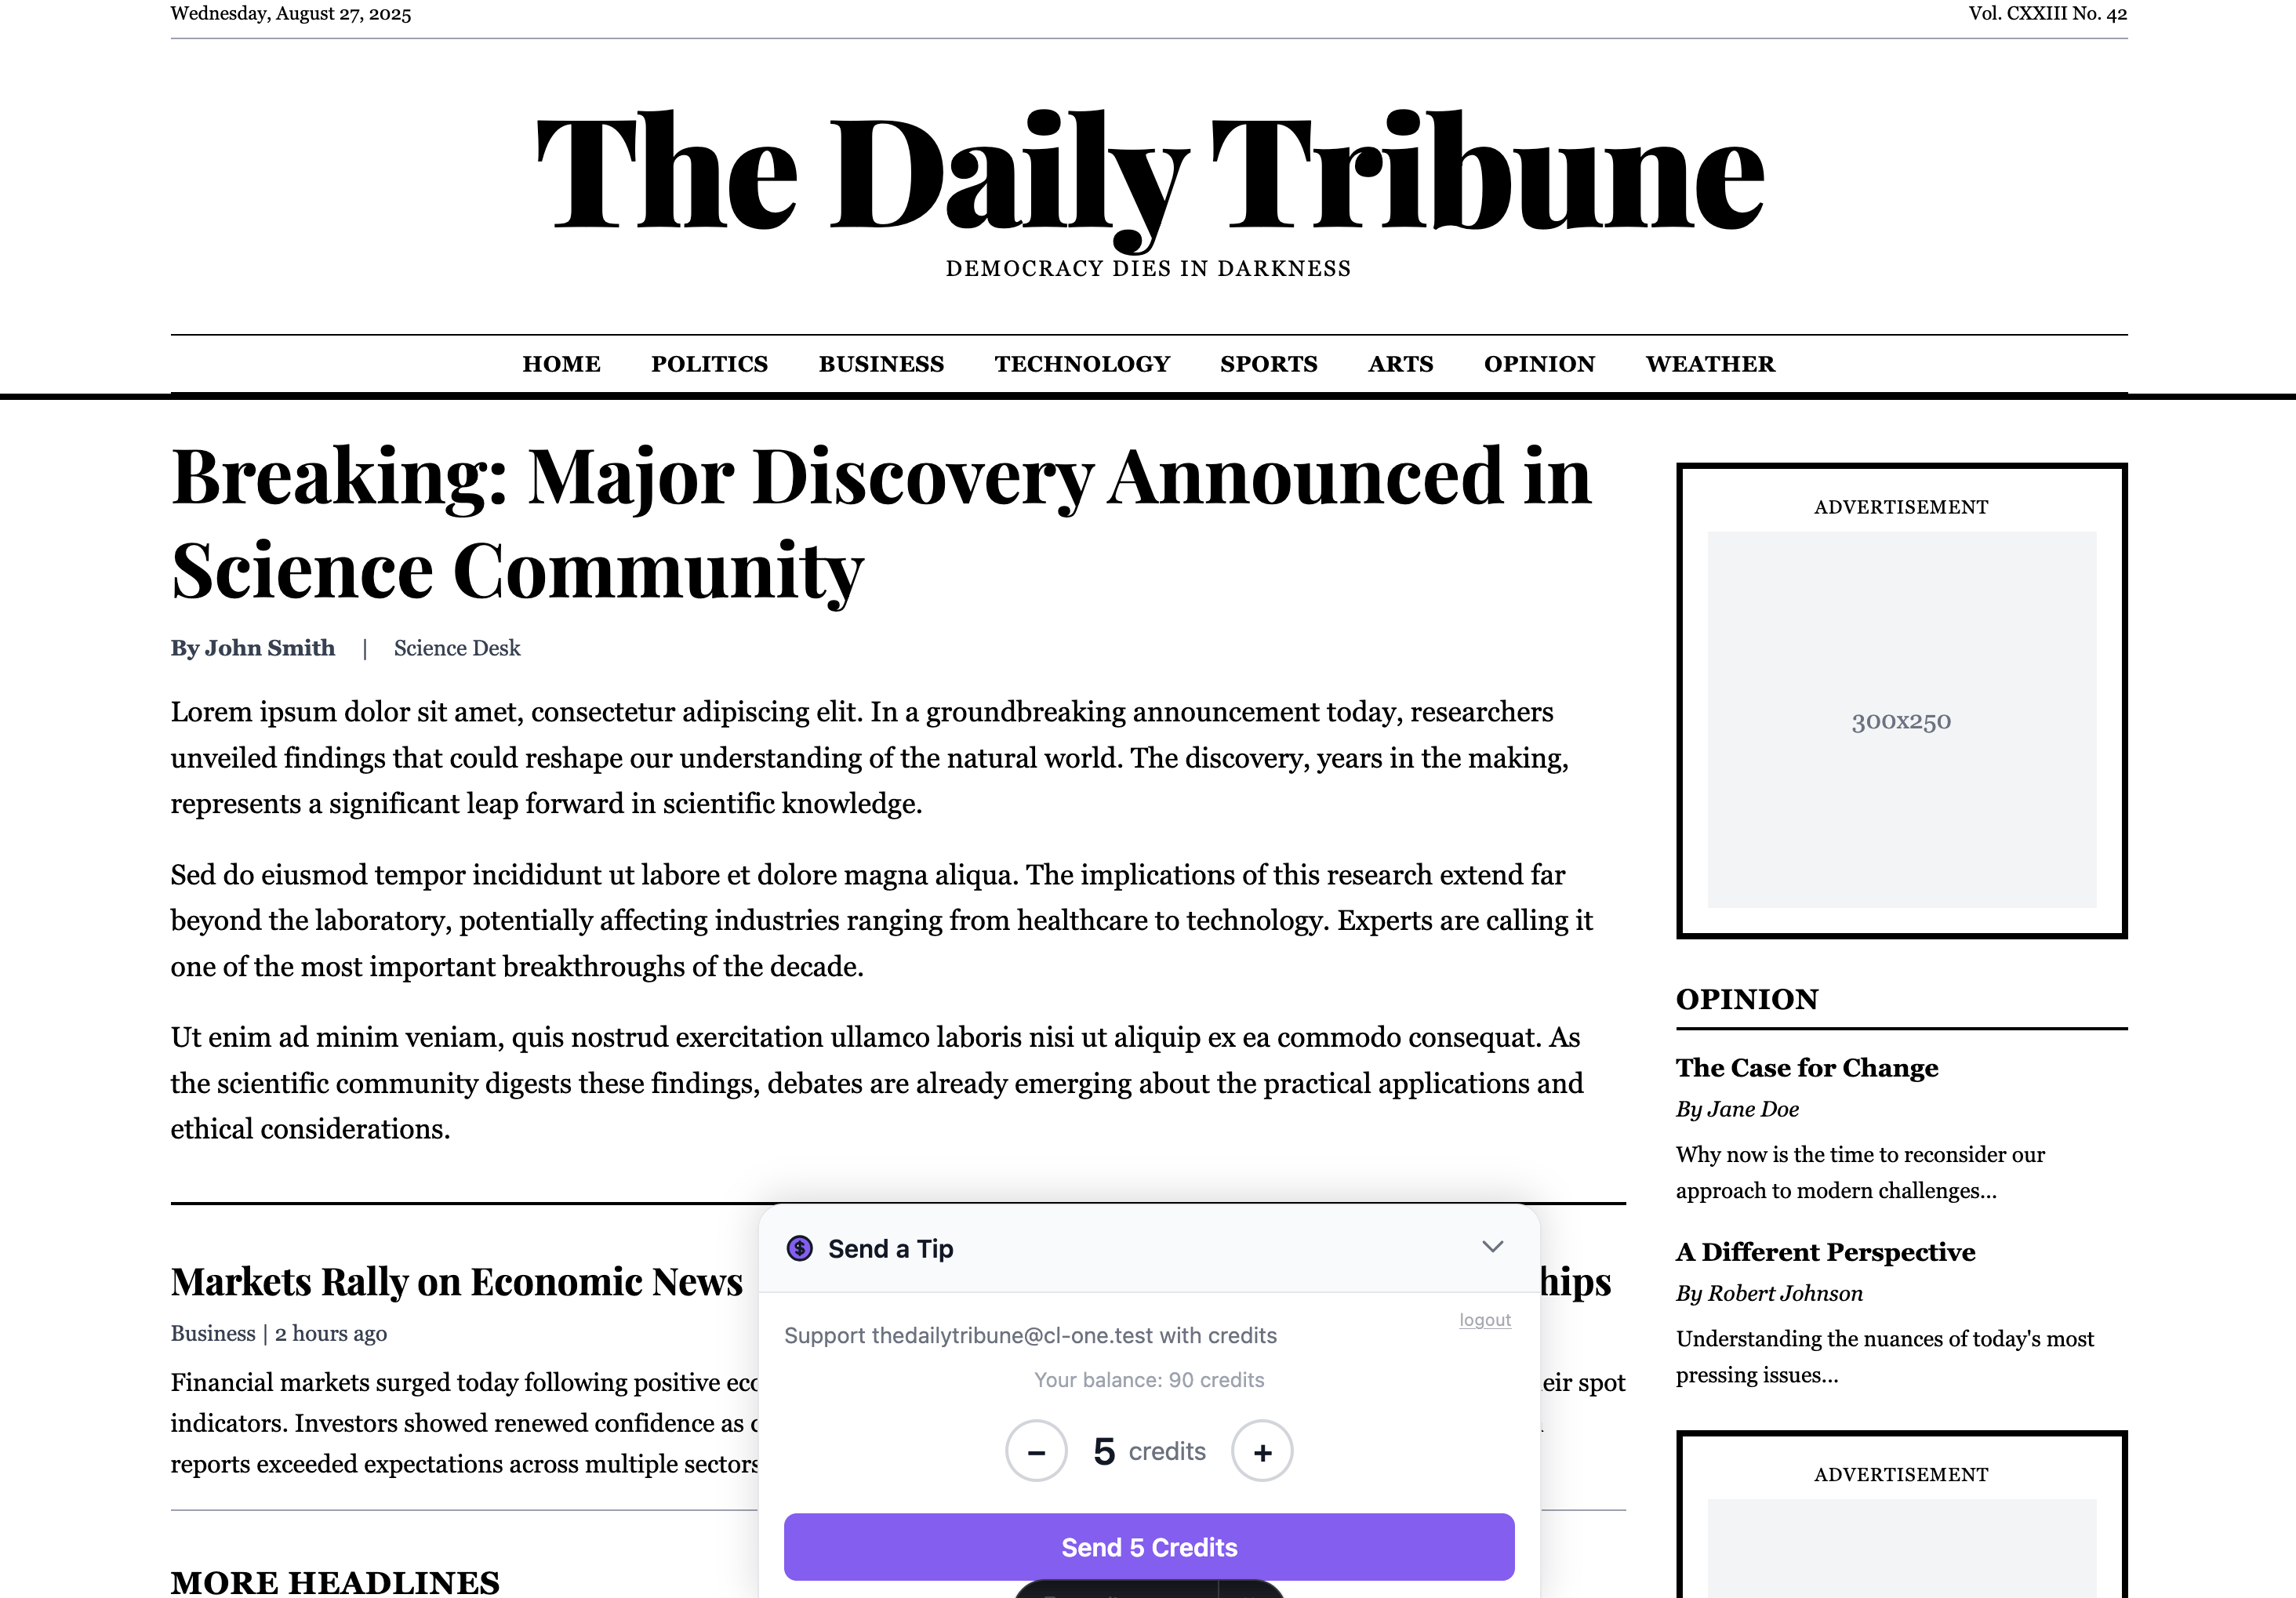 Wednesday, August 27, 2025
Vol. CXXIII No. 42
The Daily Tribune
DEMOCRACY DIES IN DARKNESS
HOME POLITICS BUSINESS TECHNOLOGY SPORTS ARTS OPINION WEATHER
Breaking: Major Discovery Announced in
Science Community
By John Smith | Science Desk
Lorem ipsum dolor sit amet, consectetur adipiscing elit. In a groundbreaking announcement today, researchers
unveiled findings that could reshape our understanding of the natural world. The discovery, years in the making,
represents a significant leap forward in scientific knowledge.
Sed do eiusmod tempor incididunt ut labore et dolore magna aliqua. The implications of this research extend far
beyond the laboratory, potentially affecting industries ranging from healthcare to technology. Experts are calling it
one of the most important breakthroughs of the decade.
Ut enim ad minim veniam, quis nostrud exercitation ullamco laboris nisi ut aliquip ex ea commodo consequat. As
the scientific community digests these findings, debates are already emerging about the practical applications and
ethical considerations.
Markets Rally on Economic News
Business | 2 hours ago
Financial markets surged today following positive
indicators. Investors showed renewed confidence as
reports exceeded expectations across multiple sectors
spot
MORE HEADLINES
$ Send a Tip
logout
Support thedailytribune@cl-one.test with credits
Your balance: 90 credits
− 5 credits +
Send 5 Credits
ADVERTISEMENT
300x250
OPINION
The Case for Change
By Jane Doe
Why now is the time to reconsider our
approach to modern challenges...
A Different Perspective
By Robert Johnson
Understanding the nuances of today's most
pressing issues...
ADVERTISEMENT